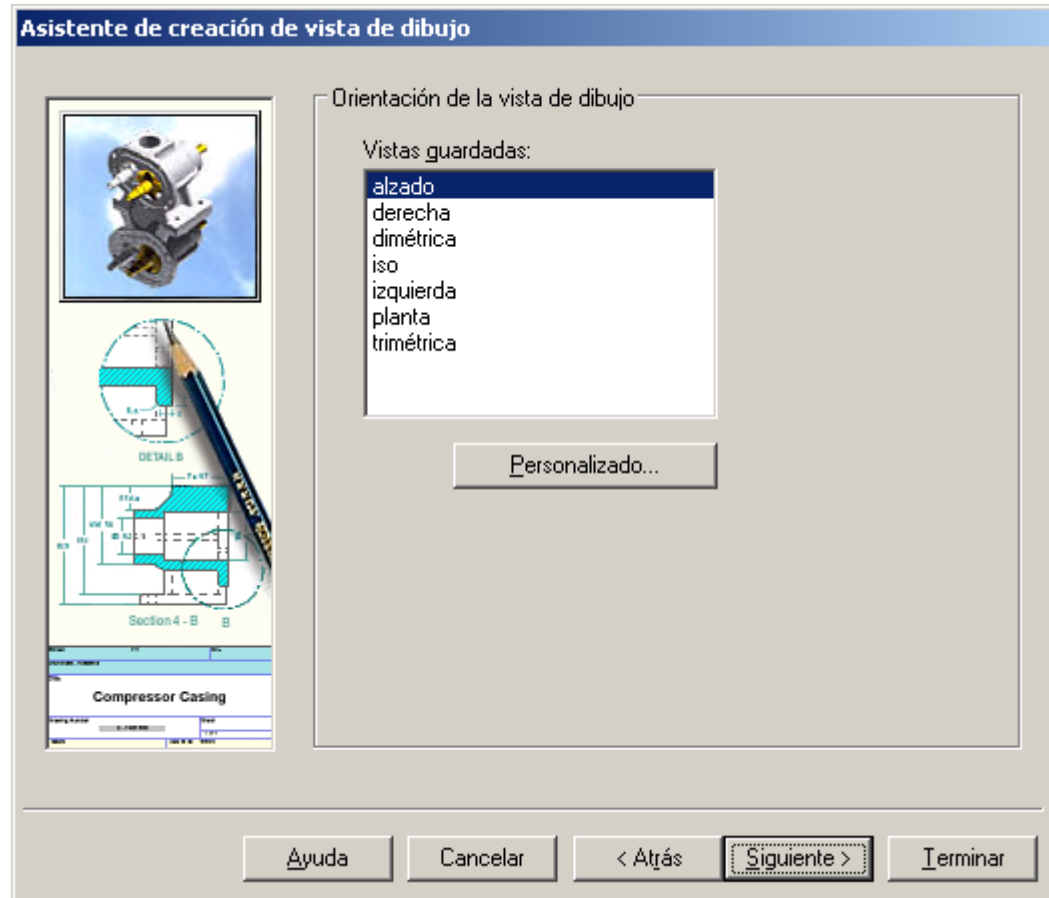 Asistente de creación de vista de dibujo
Orientación de la vista de dibujo
Vistas guardadas:
alzado
derecha
dimétrica
iso
izquierda
planta
trimétrica
Personalizado...
DETAIL B
Section 4 - B
B
Compressor Casing
Ayuda
Cancelar
< Atrás
Siguiente >
Terminar